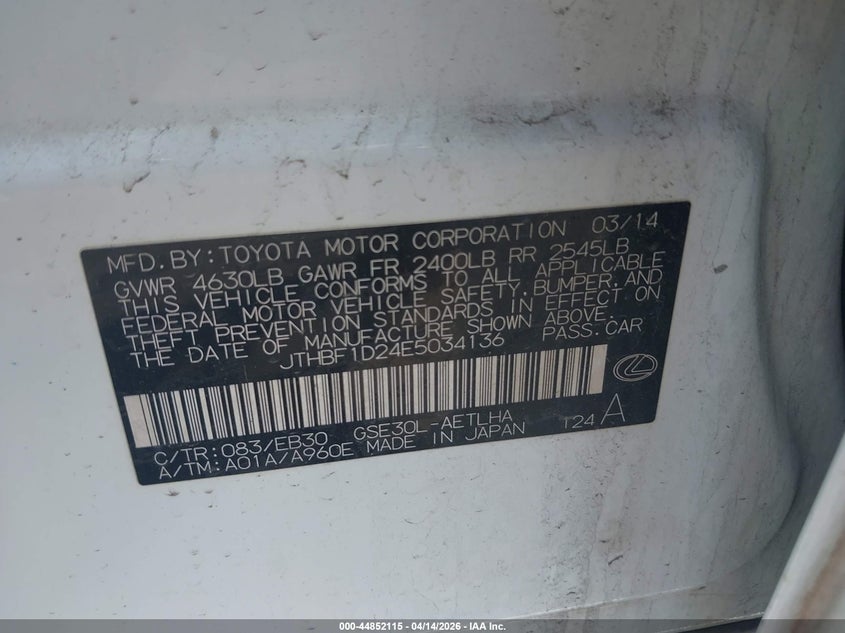 MFD. BY: TOYOTA MOTOR CORPORATION 03/14
GVWR 4630LB GAWR FR 2400LB RR 2545LB
THIS VEHICLE CONFORMS TO ALL APPLICABLE
FEDERAL MOTOR VEHICLE SAFETY, BUMPER, AND
THEFT PREVENTION STANDARDS IN EFFECT ON
THE DATE OF MANUFACTURE SHOWN ABOVE.
JTHBF1D24E5034136 PASS. CAR
C/TR: 083/EB30 GSE30L-AETLHA
A/TM: A01A/A960E MADE IN JAPAN T24 A
000-44852115 - 04/14/2026 - IAA Inc.